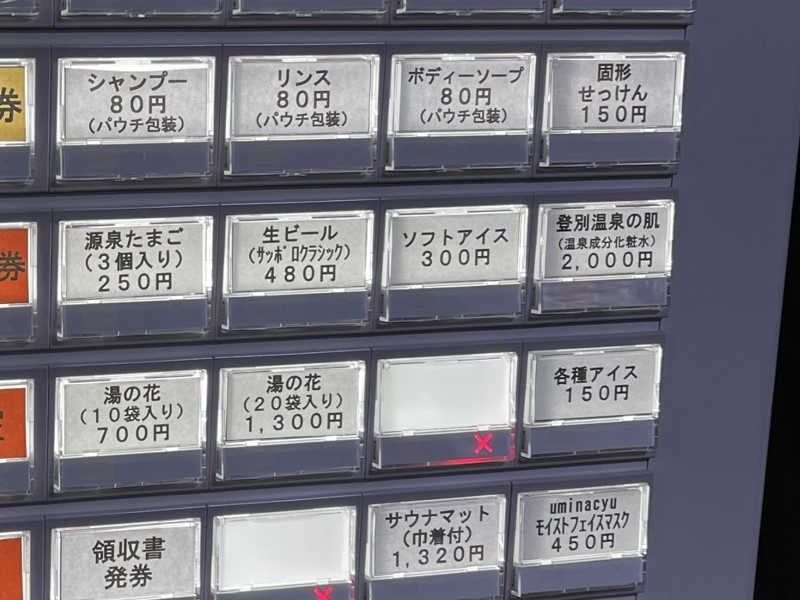 券
シャンプー
80円
(パウチ包装)
リンス
80円
(パウチ包装)
ボディーソープ
80円
(パウチ包装)
固形
せっけん
150円
券
源泉たまご
(3個入り)
250円
生ビール
(サッポロクラシック)
480円
ソフトアイス
300円
登別温泉の肌
(温泉成分化粧水)
2,000円
湯の花
(10袋入り)
700円
湯の花
(20袋入り)
1,300円
×
各種アイス
150円
領収書
発券
×
サウナマット
(巾着付)
1,320円
uminacyu
モイストフェイスマスク
450円